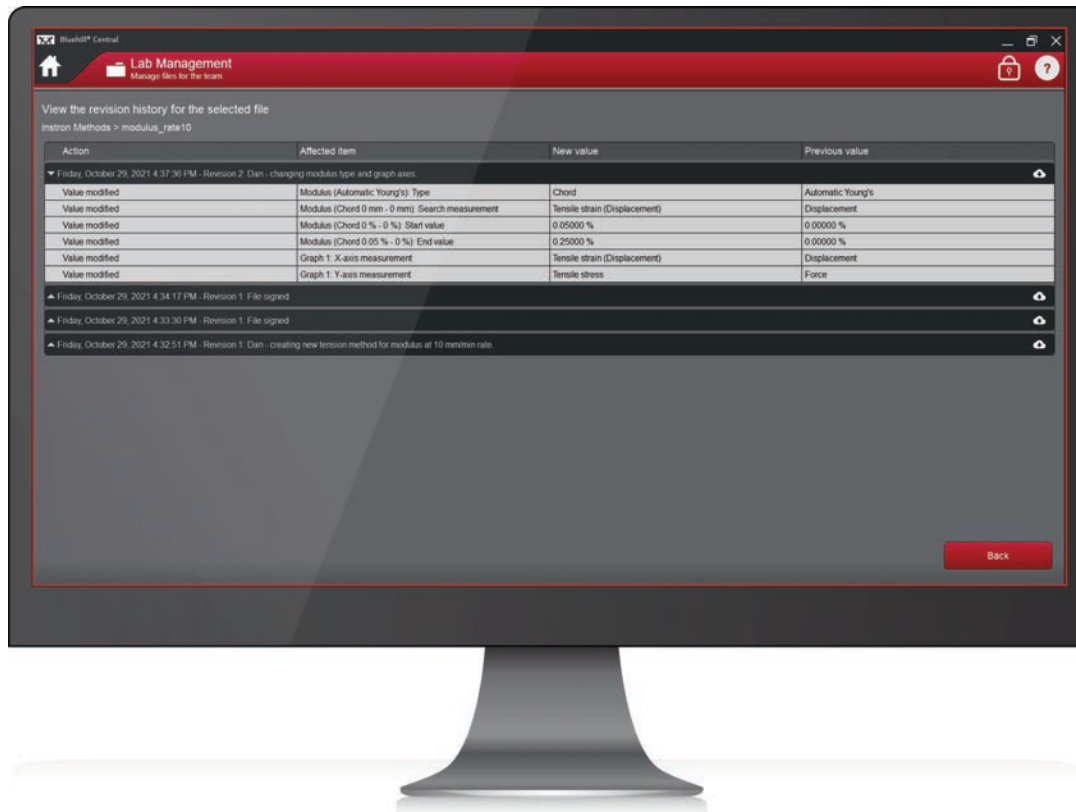 Bluehill® Central
Lab Management
Manage files for the team.
?
View the revision history for the selected file
Instron Methods > modulus_rate10
Action Affected item New value Previous value
Friday, October 29, 2021 4:37:36 PM - Revision 2: Dan - changing modulus type and graph axes.
Value modified Modulus (Automatic Young's): Type Chord Automatic Young's
Value modified Modulus (Chord 0 mm - 0 mm): Search measurement Tensile strain (Displacement) Displacement
Value modified Modulus (Chord 0 % - 0 %): Start value 0.05000 % 0.00000 %
Value modified Modulus (Chord 0.05 % - 0 %): End value 0.25000 % 0.00000 %
Value modified Graph 1: X-axis measurement Tensile strain (Displacement) Displacement
Value modified Graph 1: Y-axis measurement Tensile stress Force
Friday, October 29, 2021 4:34:17 PM - Revision 1: File signed
Friday, October 29, 2021 4:33:30 PM - Revision 1: File signed
Friday, October 29, 2021 4:32:51 PM - Revision 1: Dan - creating new tension method for modulus at 10 mm/min rate.
Back